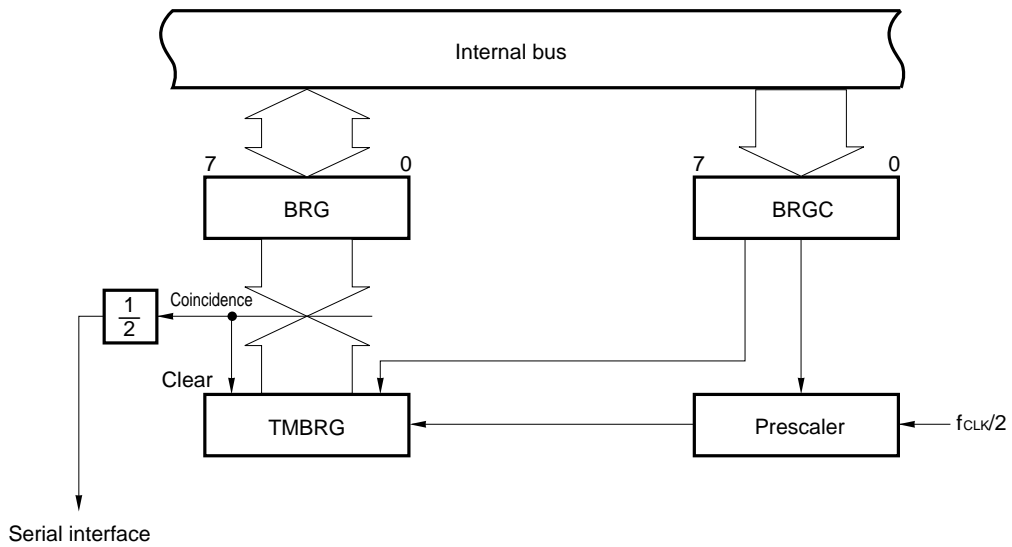 Internal bus
7 0
BRG
7 0
BRGC
Coincidence
1
2
Clear
TMBRG
Prescaler
fCLK/2
Serial interface